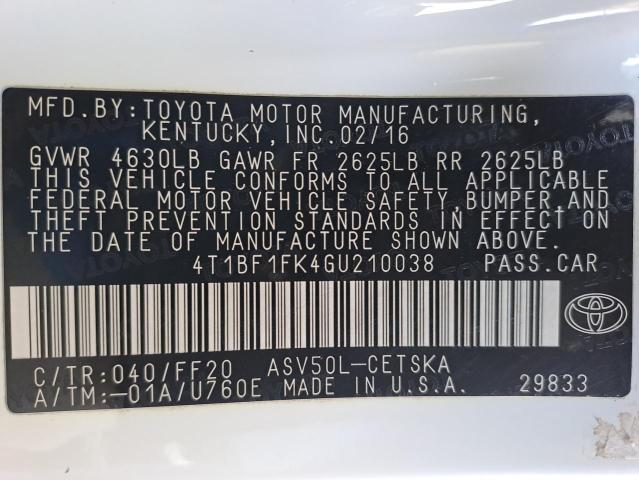 MFD. BY: TOYOTA MOTOR MANUFACTURING,
KENTUCKY, INC. 02/16
GVWR 4630LB GAWR FR 2625LB RR 2625LB
THIS VEHICLE CONFORMS TO ALL APPLICABLE
FEDERAL MOTOR VEHICLE SAFETY, BUMPER, AND
THEFT PREVENTION STANDARDS IN EFFECT ON
THE DATE OF MANUFACTURE SHOWN ABOVE.
4T1BF1FK4GU210038 PASS. CAR
C/TR: 040/FF20 ASV50L-CETSKA
A/TM: -01A/U760E MADE IN U.S.A. 29833